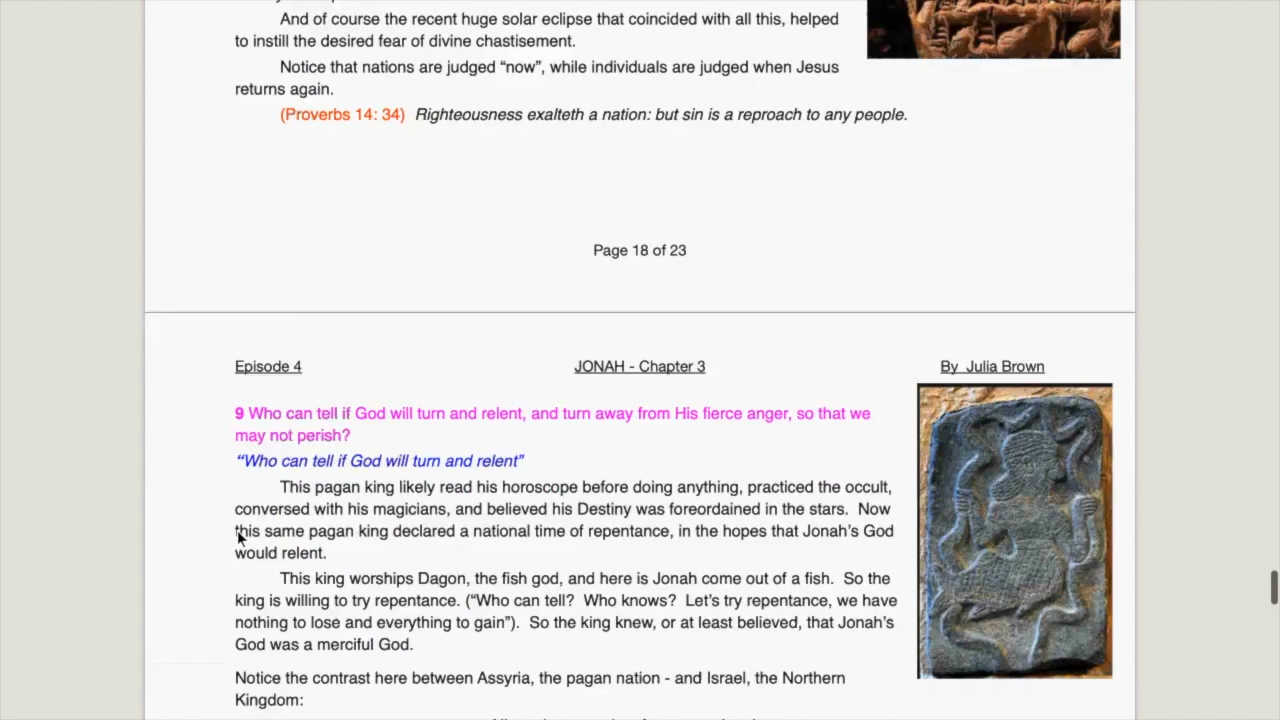 And of course the recent huge solar eclipse that coincided with all this, helped
to instill the desired fear of divine chastisement.
Notice that nations are judged “now”, while individuals are judged when Jesus
returns again.
(Proverbs 14: 34) Righteousness exalteth a nation: but sin is a reproach to any people.
Page 18 of 23
Episode 4 JONAH - Chapter 3 By Julia Brown
9 Who can tell if God will turn and relent, and turn away from His fierce anger, so that we
may not perish?
“Who can tell if God will turn and relent”
This pagan king likely read his horoscope before doing anything, practiced the occult,
conversed with his magicians, and believed his Destiny was foreordained in the stars. Now
this same pagan king declared a national time of repentance, in the hopes that Jonah’s God
would relent.
This king worships Dagon, the fish god, and here is Jonah come out of a fish. So the
king is willing to try repentance. (“Who can tell? Who knows? Let’s try repentance, we have
nothing to lose and everything to gain”). So the king knew, or at least believed, that Jonah’s
God was a merciful God.
Notice the contrast here between Assyria, the pagan nation - and Israel, the Northern
Kingdom: